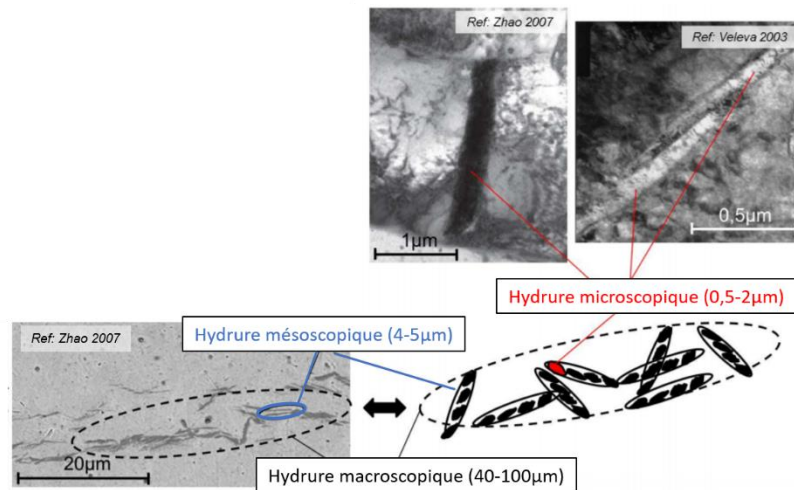 Ref: Zhao 2007
Ref: Veleva 2003
1µm
0,5µm
Hydrure microscopique (0,5-2µm)
Ref: Zhao 2007
Hydrure mésoscopique (4-5µm)
20µm
Hydrure macroscopique (40-100µm)